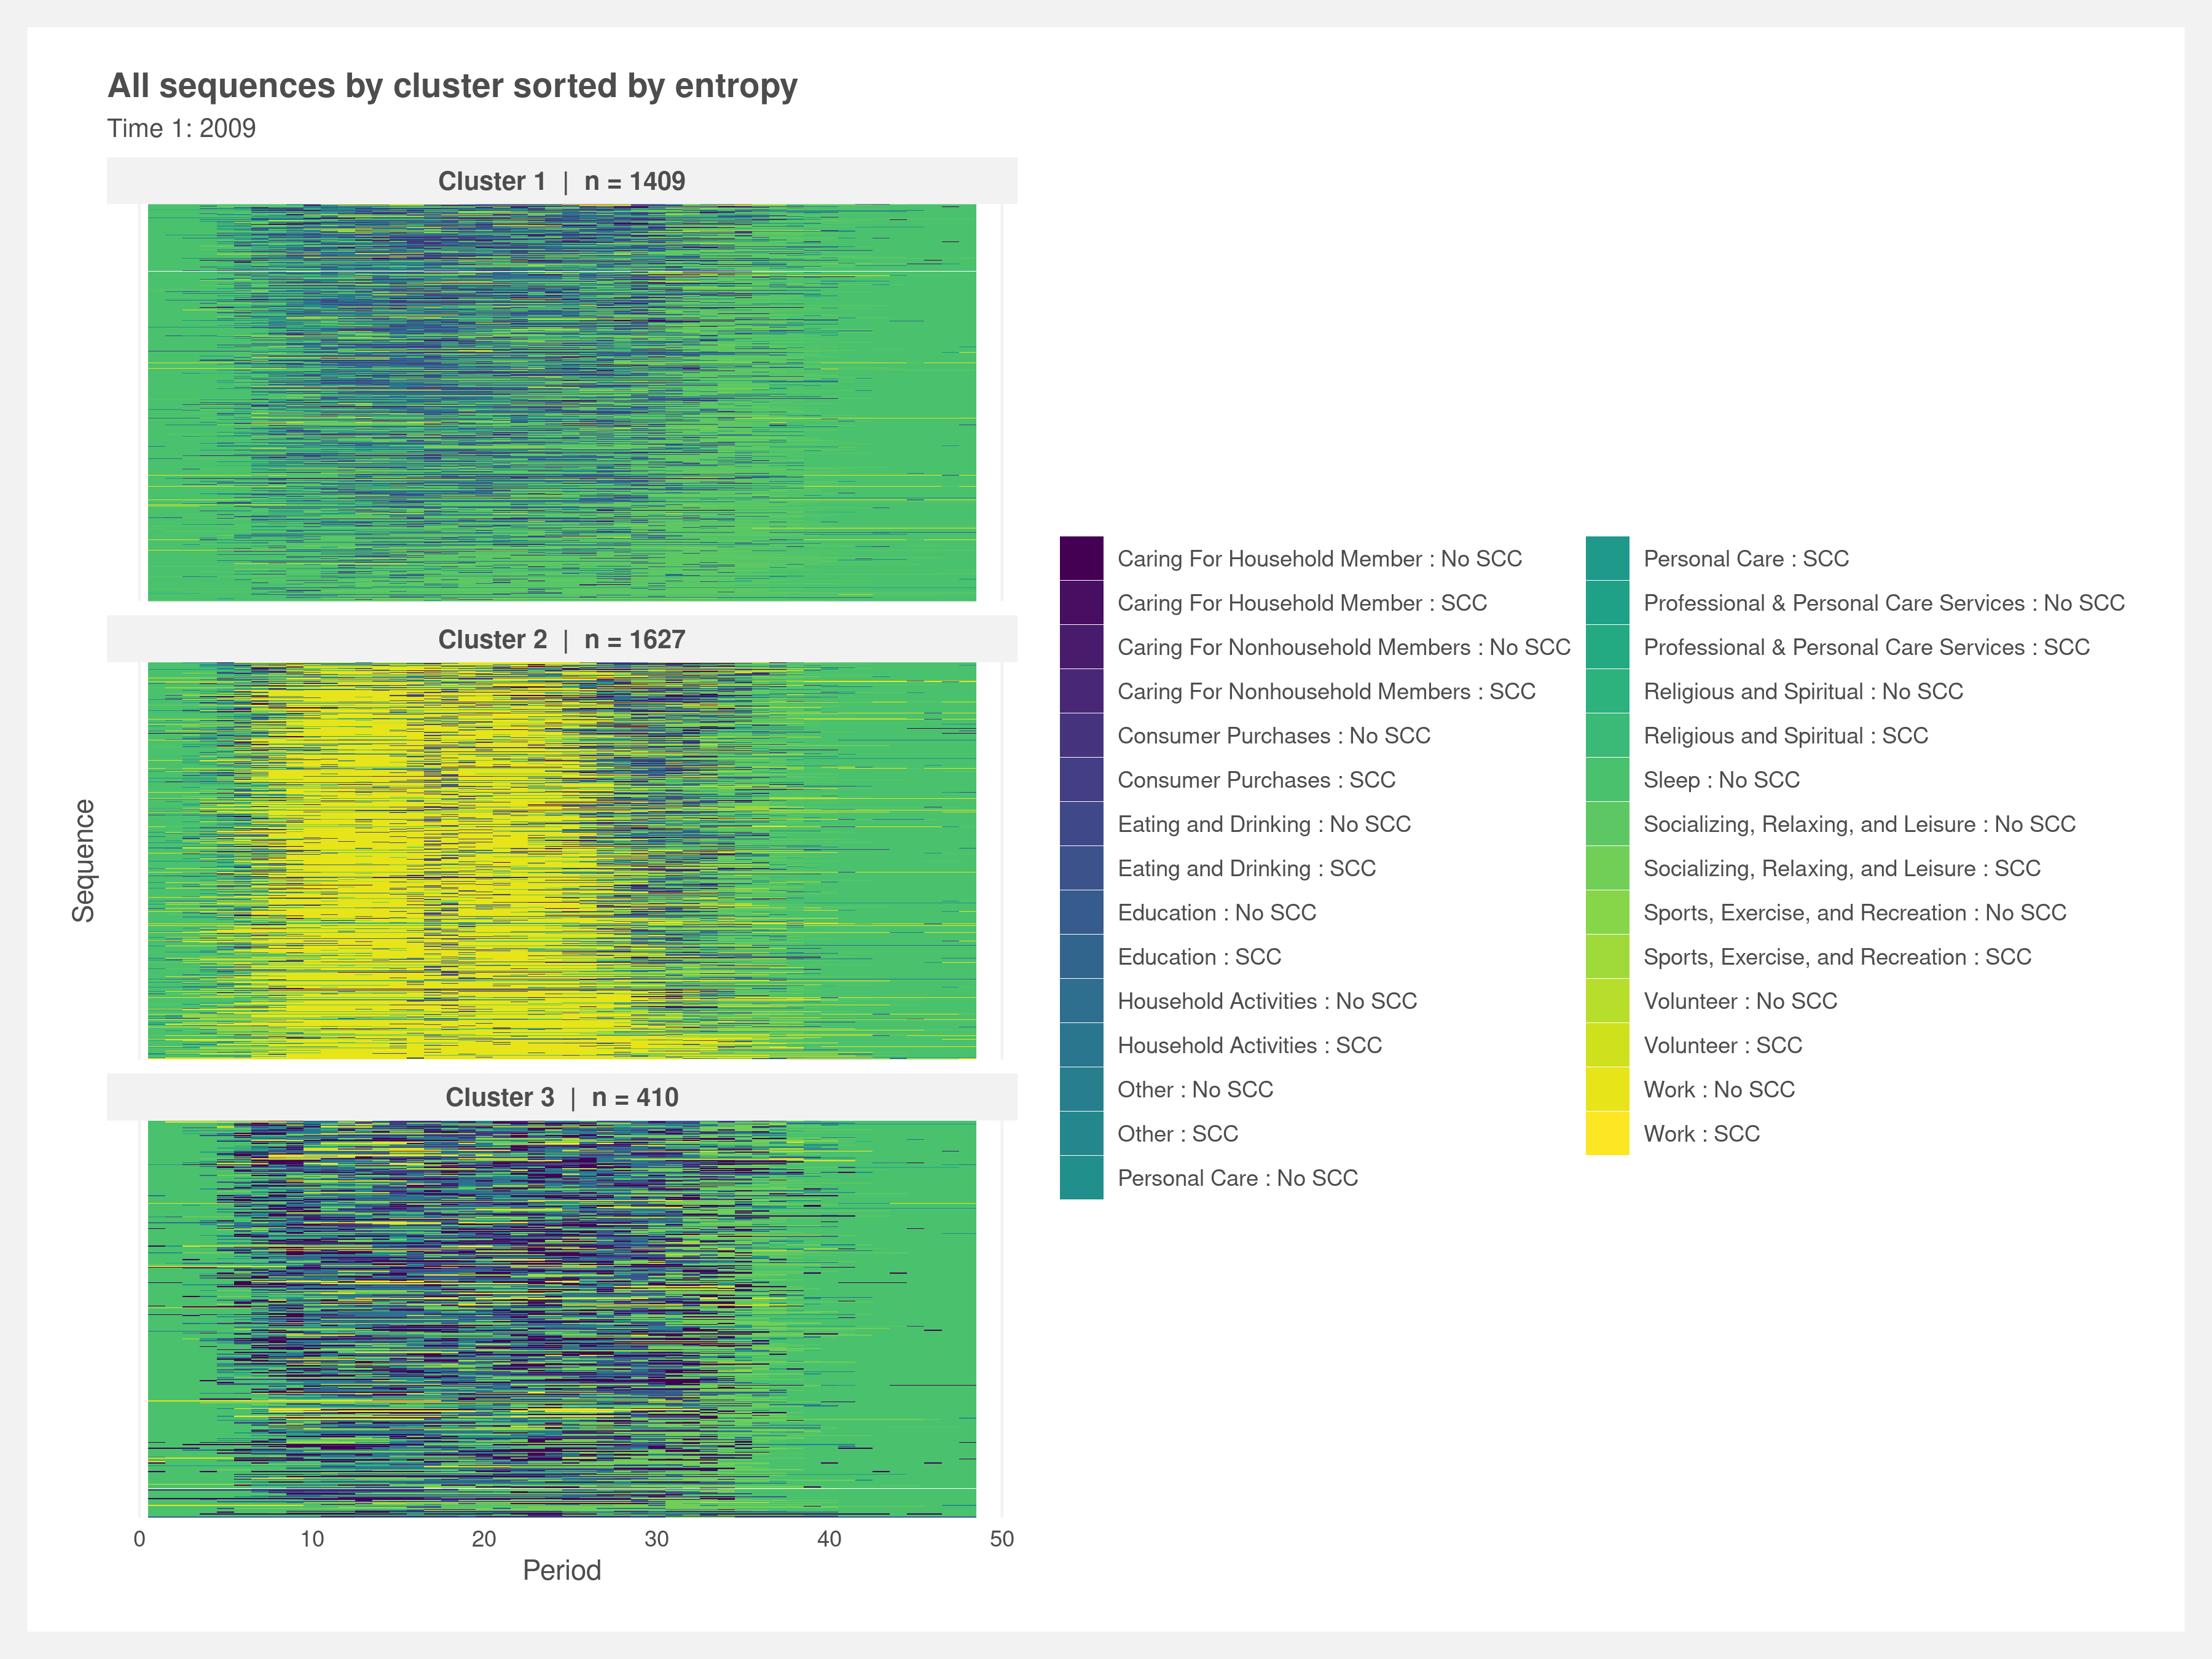 All sequences by cluster sorted by entropy
Time 1: 2009
Cluster 1 | n = 1409
Cluster 2 | n = 1627
Cluster 3 | n = 410
Sequence
0 10 20 30 40 50
Period
Caring For Household Member : No SCC
Caring For Household Member : SCC
Caring For Nonhousehold Members : No SCC
Caring For Nonhousehold Members : SCC
Consumer Purchases : No SCC
Consumer Purchases : SCC
Eating and Drinking : No SCC
Eating and Drinking : SCC
Education : No SCC
Education : SCC
Household Activities : No SCC
Household Activities : SCC
Other : No SCC
Other : SCC
Personal Care : No SCC
Personal Care : SCC
Professional & Personal Care Services : No SCC
Professional & Personal Care Services : SCC
Religious and Spiritual : No SCC
Religious and Spiritual : SCC
Sleep : No SCC
Socializing, Relaxing, and Leisure : No SCC
Socializing, Relaxing, and Leisure : SCC
Sports, Exercise, and Recreation : No SCC
Sports, Exercise, and Recreation : SCC
Volunteer : No SCC
Volunteer : SCC
Work : No SCC
Work : SCC